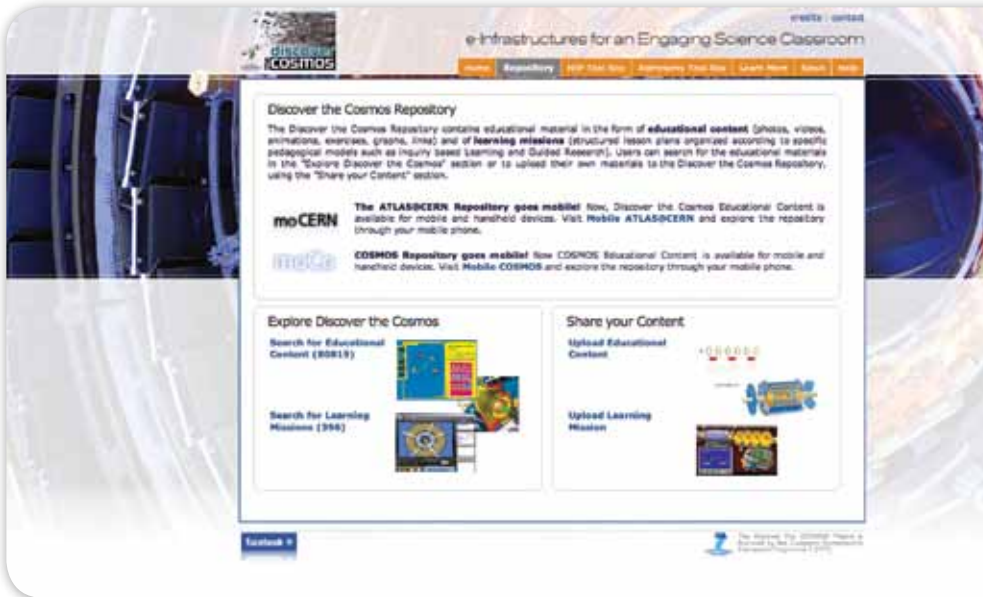 credits contact
discover
COSMOS
e-Infrastructures for an Engaging Science Classroom
Home Repository HEP Tool Box Astronomy Tool Box Learn More Help
Discover the Cosmos Repository
The Discover the Cosmos Repository contains educational material in the form of educational content (photos, videos,
animations, exercises, graphs, links) and of learning missions (structured lesson plans organized according to specific
pedagogical models such as Inquiry based Learning and Guided Research). Users can search for the educational materials
in the "Explore Discover the Cosmos" section or to upload their own materials to the Discover the Cosmos Repository,
using the "Share your Content" section.
moCERN
The ATLAS@CERN Repository goes mobile! Now, Discover the Cosmos Educational Content is
available for mobile and handheld devices. Visit Mobile ATLAS@CERN and explore the repository
through your mobile phone.
COSMOS Repository goes mobile! Now COSMOS Educational Content is available for mobile and
handheld devices. Visit Mobile COSMOS and explore the repository through your mobile phone.
Explore Discover the Cosmos
Search for Educational
Content (80815)
Search for Learning
Missions (396)
Share your Content
Upload Educational
Content
Upload Learning
Mission
facebook